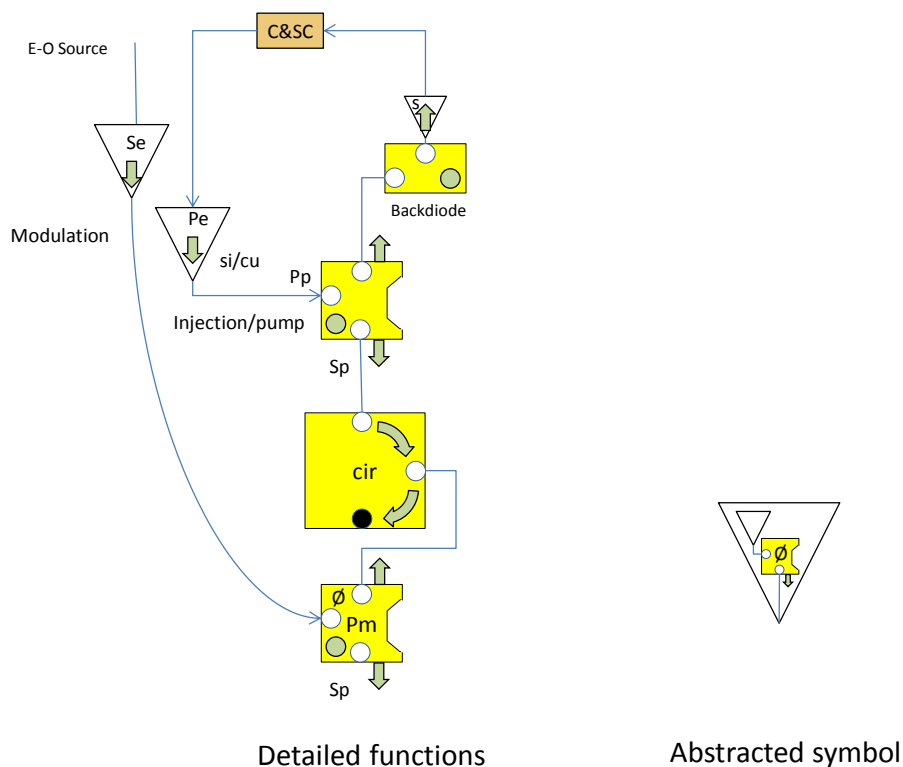 C&SC
E-O Source
S
Se
Pe
Backdiode
Modulation
si/cu
Pp
Injection/pump
Sp
cir
Ø
Ø
Pm
Sp
Detailed functions
Abstracted symbol